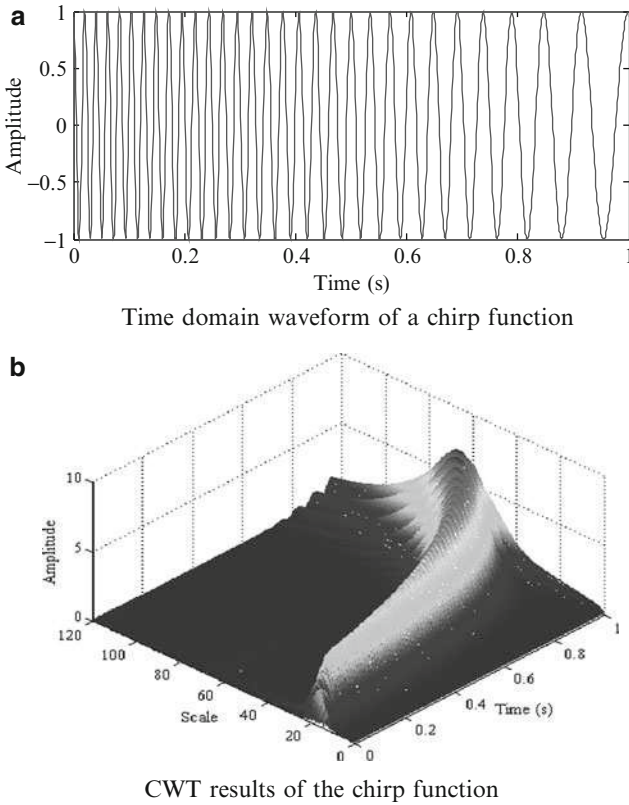 a
1
0.5
0
−0.5
−1
Amplitude
0 0.2 0.4 0.6 0.8 1
Time (s)
Time domain waveform of a chirp function
b
10
5
0
Amplitude
120
100
80
60
40
20
0
Scale
0
0.2
0.4
0.6
0.8
1
Time (s)
CWT results of the chirp function